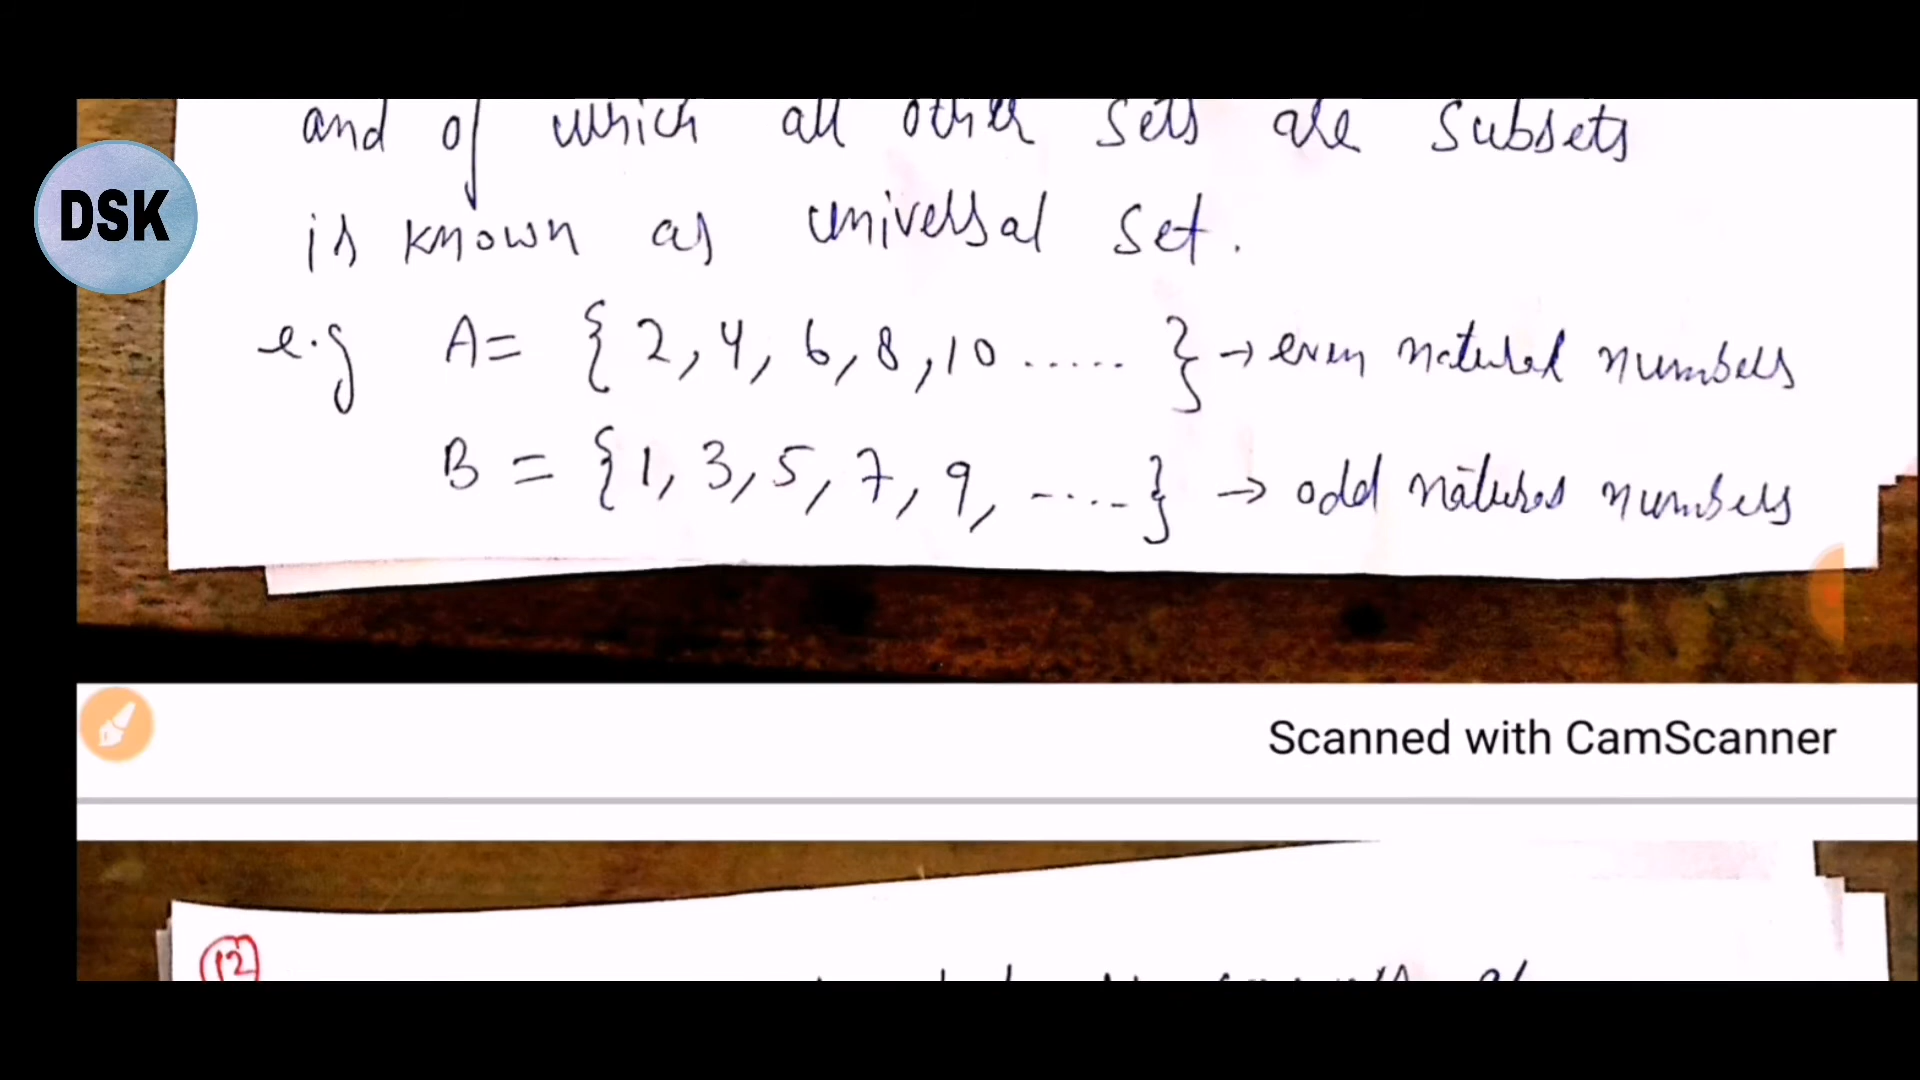 and of which all other sets are subsets
is known as universal set.
DSK
e.g A= { 2, 4, 6, 8, 10 ..... } → even natural numbers
B = {1, 3, 5, 7, 9, ..... } → odd natural numbers
Scanned with CamScanner
12